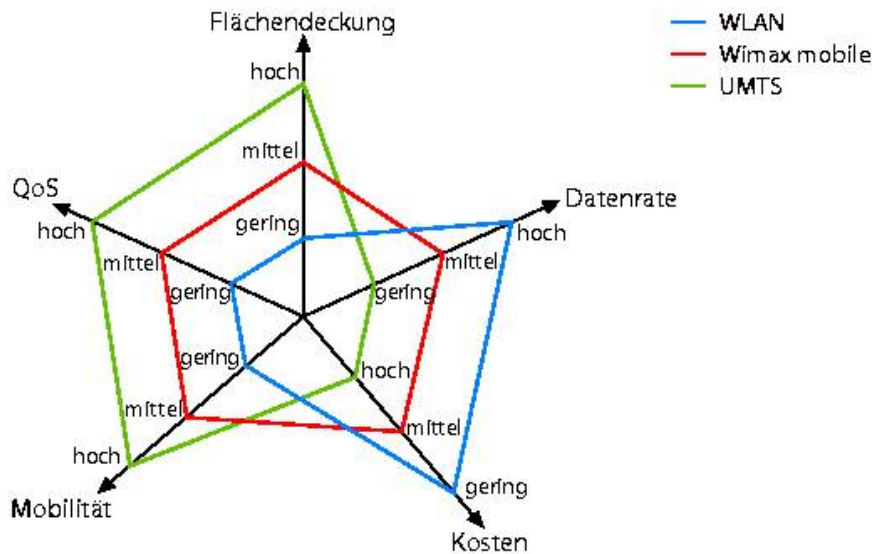 Flächendeckung
WLAN
Wimax mobile
UMTS
hoch
mittel
gering
QoS
hoch
mittel
gering
Datenrate
hoch
mittel
gering
gering
mittel
hoch
Mobilität
hoch
mittel
gering
Kosten